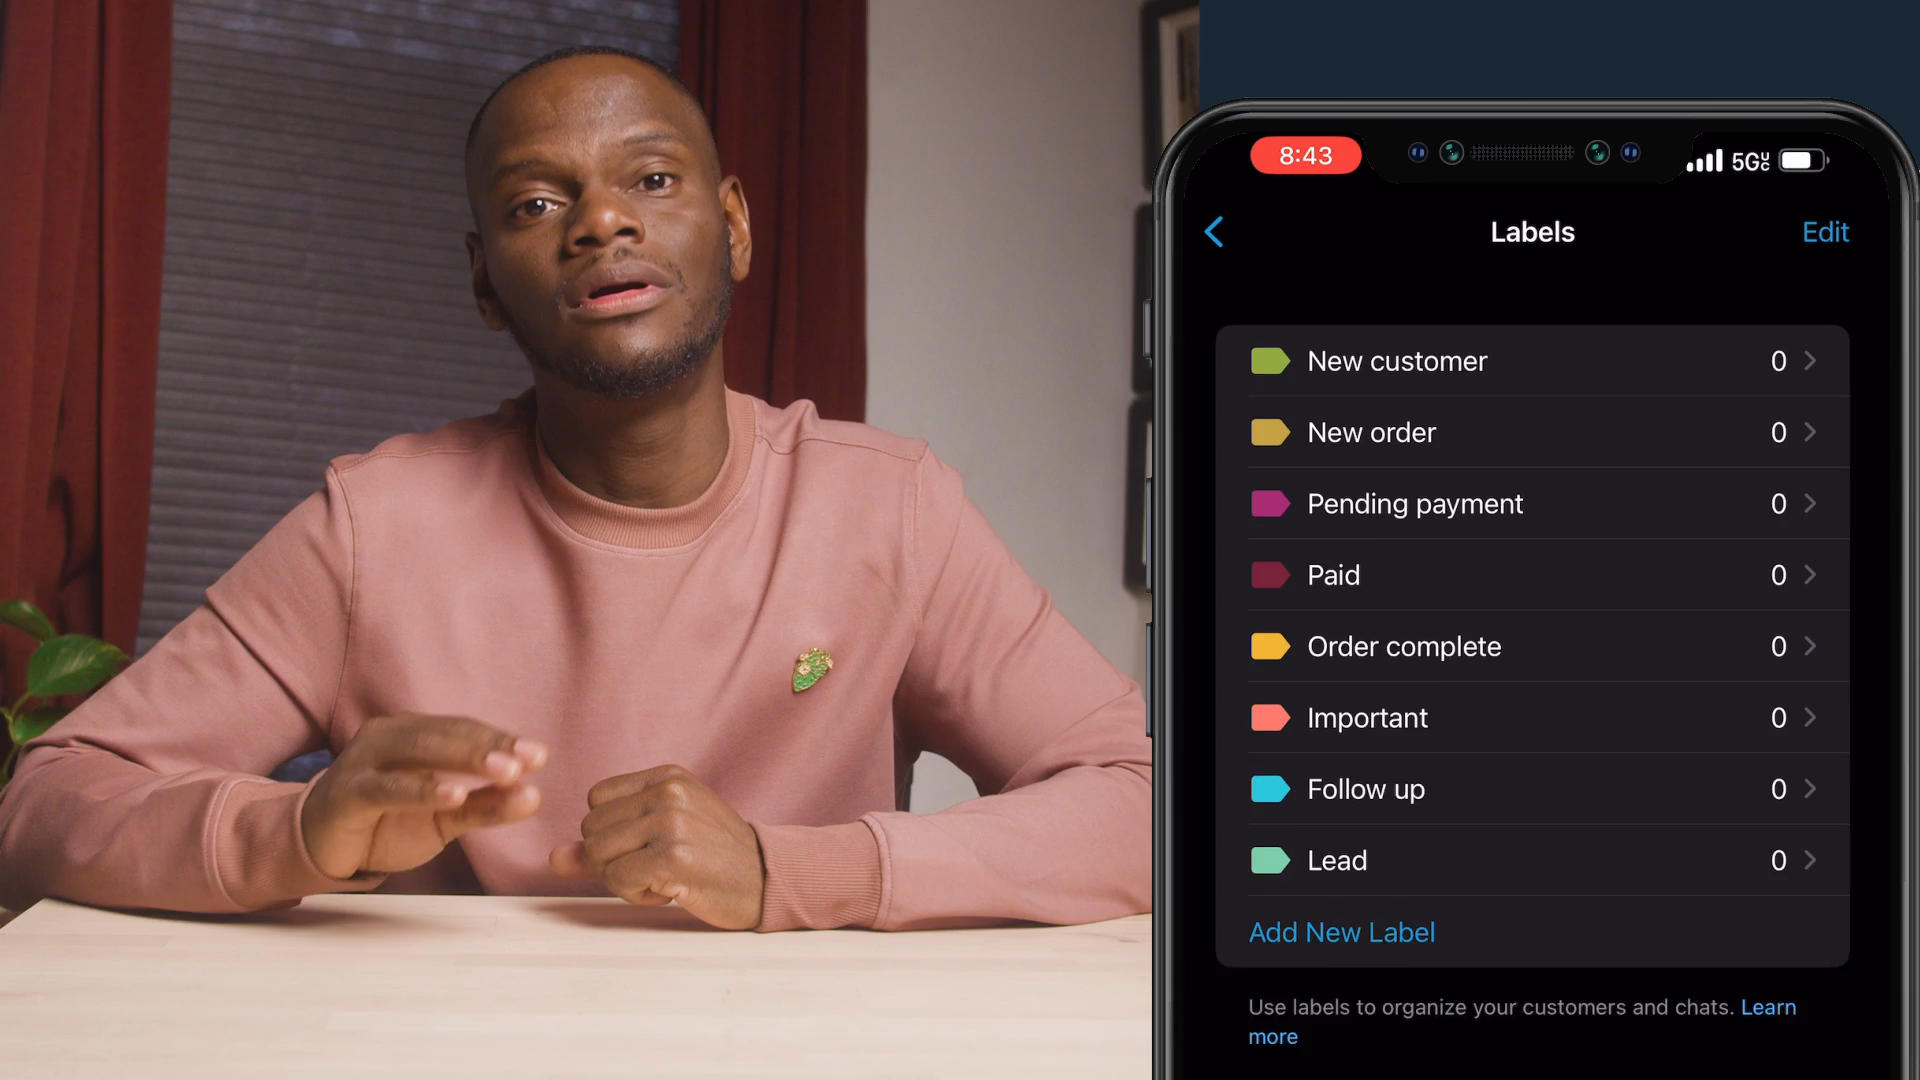 8:43
5GUC
Labels
Edit
New customer 0
New order 0
Pending payment 0
Paid 0
Order complete 0
Important 0
Follow up 0
Lead 0
Add New Label
Use labels to organize your customers and chats. Learn
more